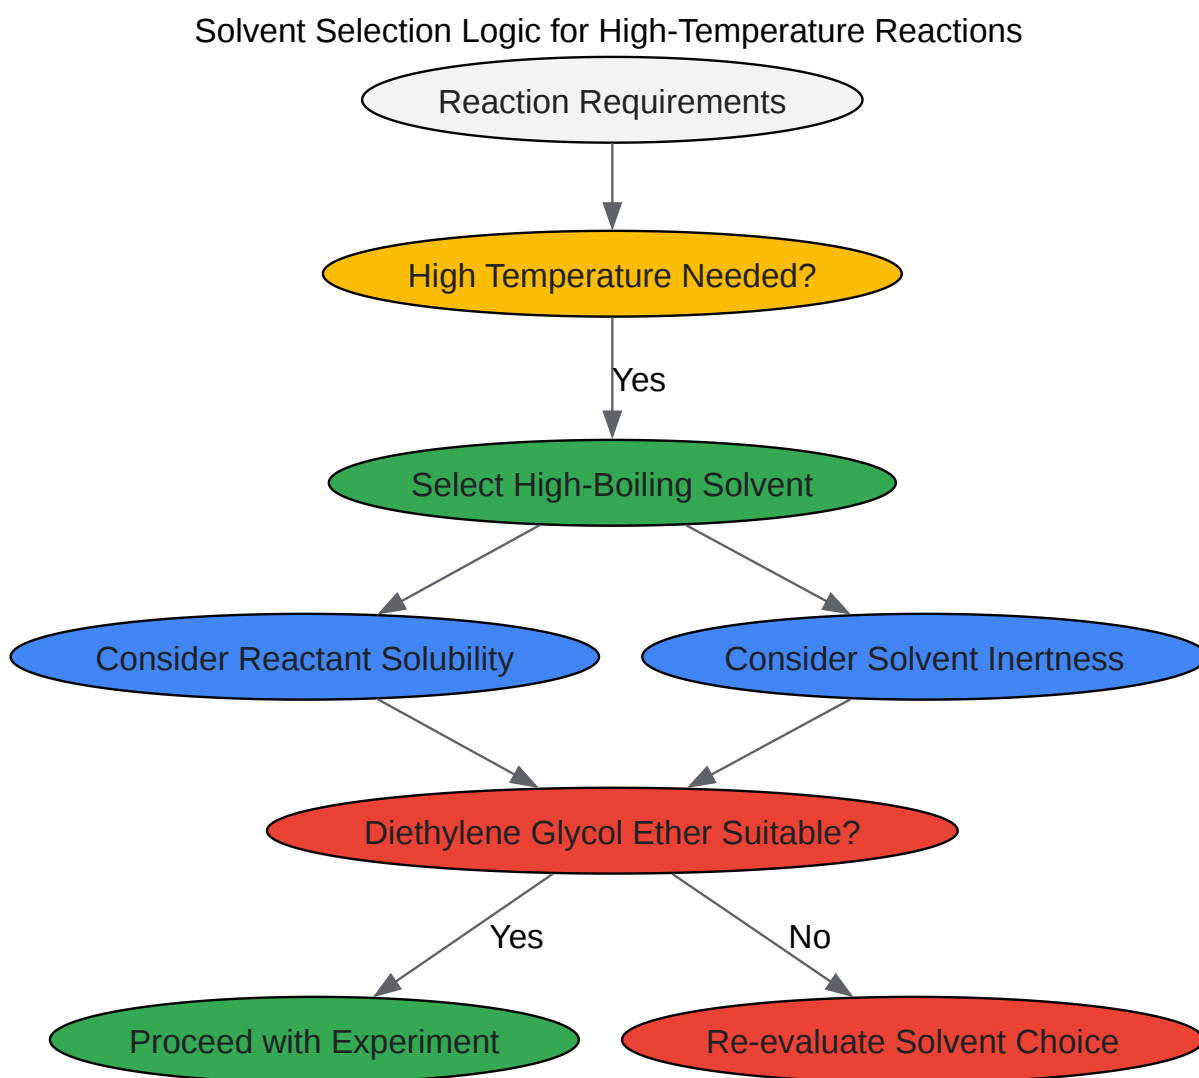 Solvent Selection Logic for High-Temperature Reactions
Reaction Requirements
High Temperature Needed?
Yes
Select High-Boiling Solvent
Consider Reactant Solubility
Consider Solvent Inertness
Diethylene Glycol Ether Suitable?
Yes
No
Proceed with Experiment
Re-evaluate Solvent Choice